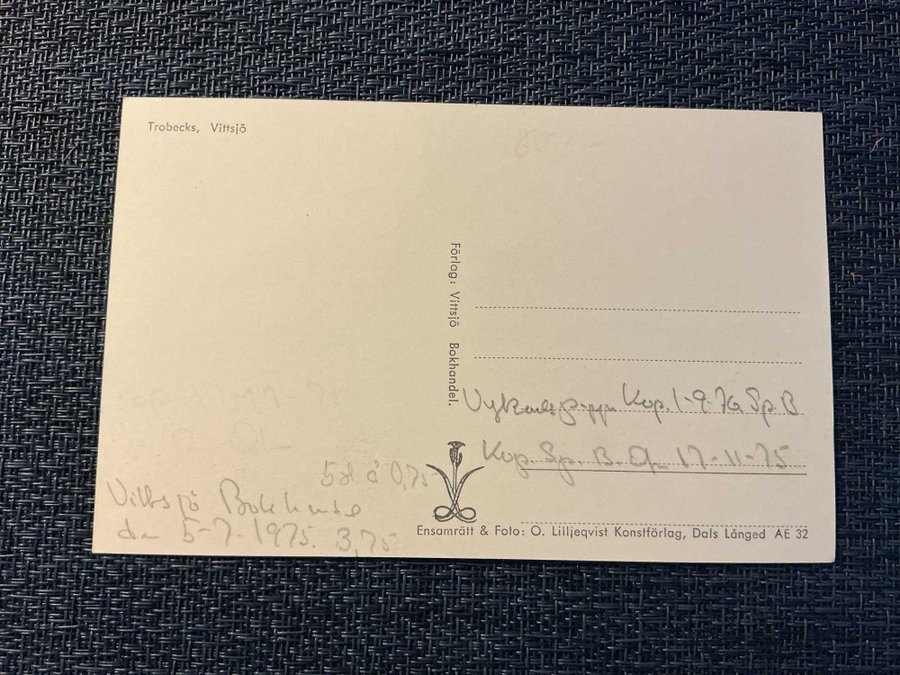 Trobecks, Vittsjö
Förlag: Vittsjö Bokhandel.
Kop. 1-9-76 Sp. B
Kop. Sp. B. 17-11-75
5 à 0,75
Vittsjö Bokhandel
den 5-7-1975. 3,75
Ensamrätt & Foto: O. Lilljeqvist Konstförlag, Dals Långed AE 32